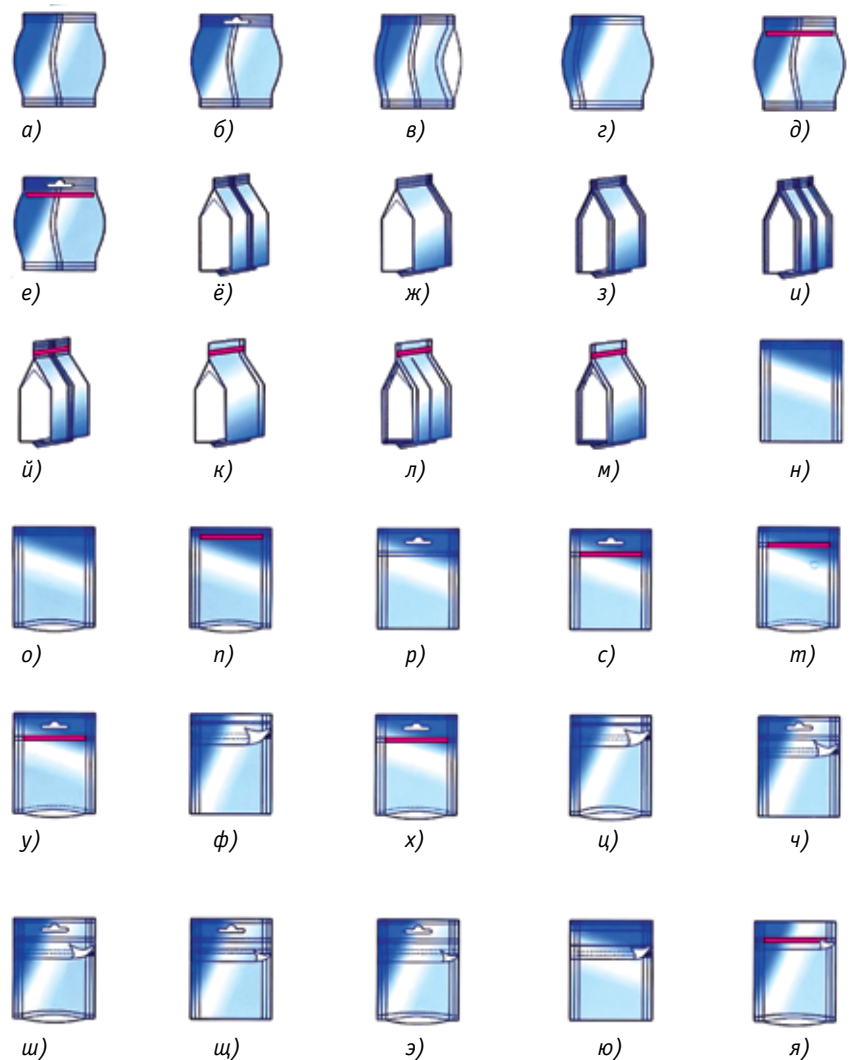 а) б) в) г) д)
е) ё) ж) з) и)
й) к) л) м) н)
о) п) р) с) т)
у) ф) х) ц) ч)
ш) щ) э) ю) я)